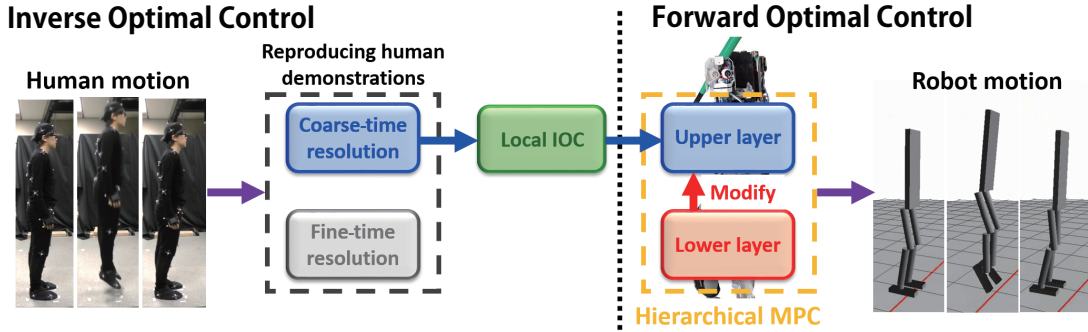 Inverse Optimal Control
Forward Optimal Control
Human motion
Reproducing human
demonstrations
Coarse-time
resolution
Fine-time
resolution
Local IOC
Upper layer
Modify
Lower layer
Hierarchical MPC
Robot motion